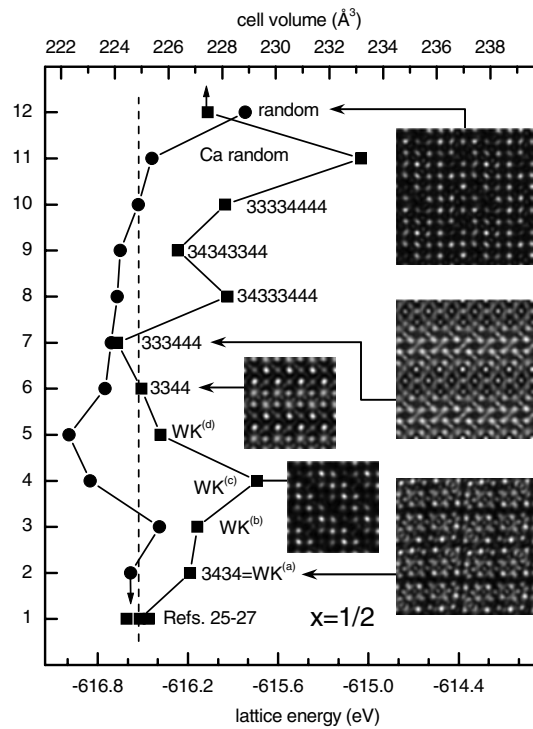 cell volume (Å³)
222 224 226 228 230 232 234 236 238
12 random
11 Ca random
10 33334444
9 34343344
8 34333444
7 333444
6 3344
5 WK(d)
4 WK(c)
3 WK(b)
2 3434=WK(a)
1 Refs. 25-27 x=1/2
-616.8 -616.2 -615.6 -615.0 -614.4
lattice energy (eV)